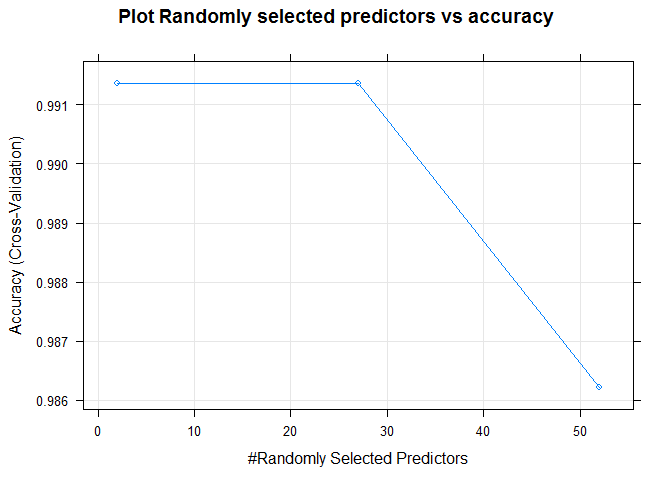 Plot Randomly selected predictors vs accuracy
Accuracy (Cross-Validation)
0.991
0.990
0.989
0.988
0.987
0.986
0 10 20 30 40 50
#Randomly Selected Predictors